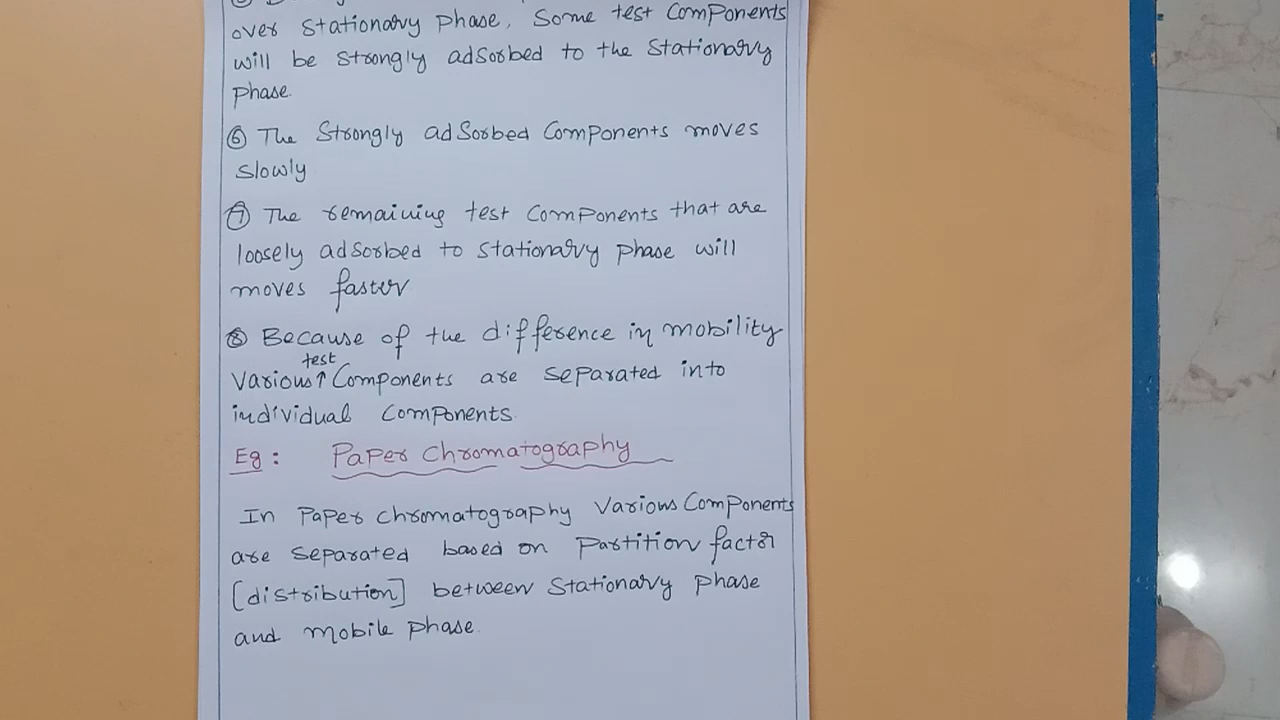 over stationary phase, Some test Components
will be strongly adsorbed to the stationary
phase.
⑥ The Strongly adsorbed Components moves
slowly
⑦ The remaining test Components that are
loosely adsorbed to stationary phase will
moves faster
⑧ Because of the difference in mobility
test
Various↑ Components are separated into
individual components.
Eg : Paper Chromatography
In Paper chromatography Various Components
are separated based on Partition factor
[distribution] between stationary phase
and mobile phase.